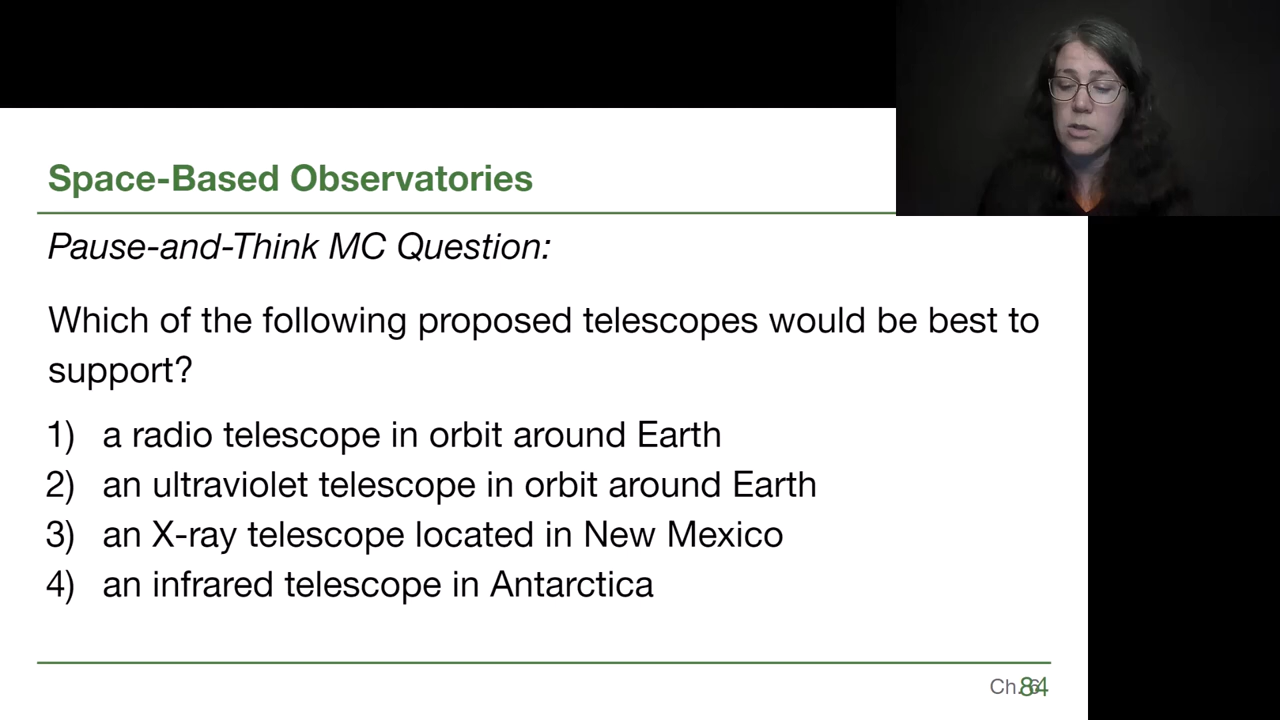 Space-Based Observatories
Pause-and-Think MC Question:
Which of the following proposed telescopes would be best to
support?
1) a radio telescope in orbit around Earth
2) an ultraviolet telescope in orbit around Earth
3) an X-ray telescope located in New Mexico
4) an infrared telescope in Antarctica
Ch. 84